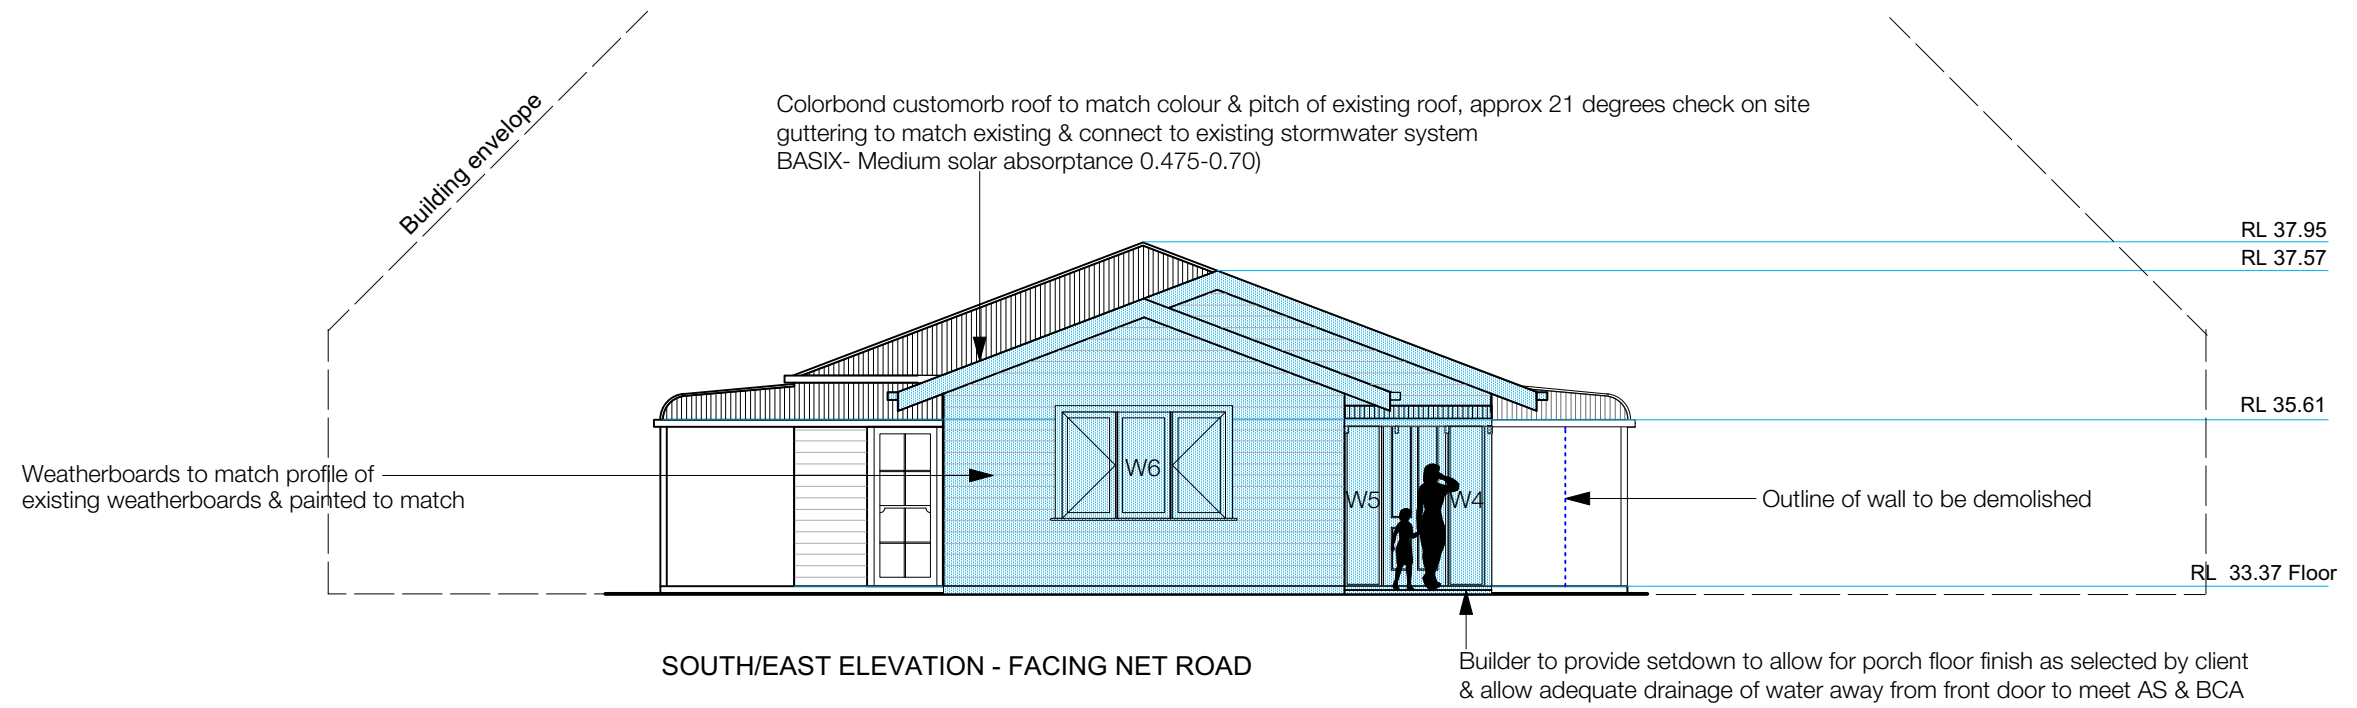 Building envelope
Colorbond customorb roof to match colour & pitch of existing roof, approx 21 degrees check on site
guttering to match existing & connect to existing stormwater system
BASIX- Medium solar absorptance 0.475-0.70)
RL 37.95
RL 37.57
RL 35.61
Weatherboards to match profile of
existing weatherboards & painted to match
W6
W5
W4
Outline of wall to be demolished
RL 33.37 Floor
SOUTH/EAST ELEVATION - FACING NET ROAD
Builder to provide setdown to allow for porch floor finish as selected by client
& allow adequate drainage of water away from front door to meet AS & BCA